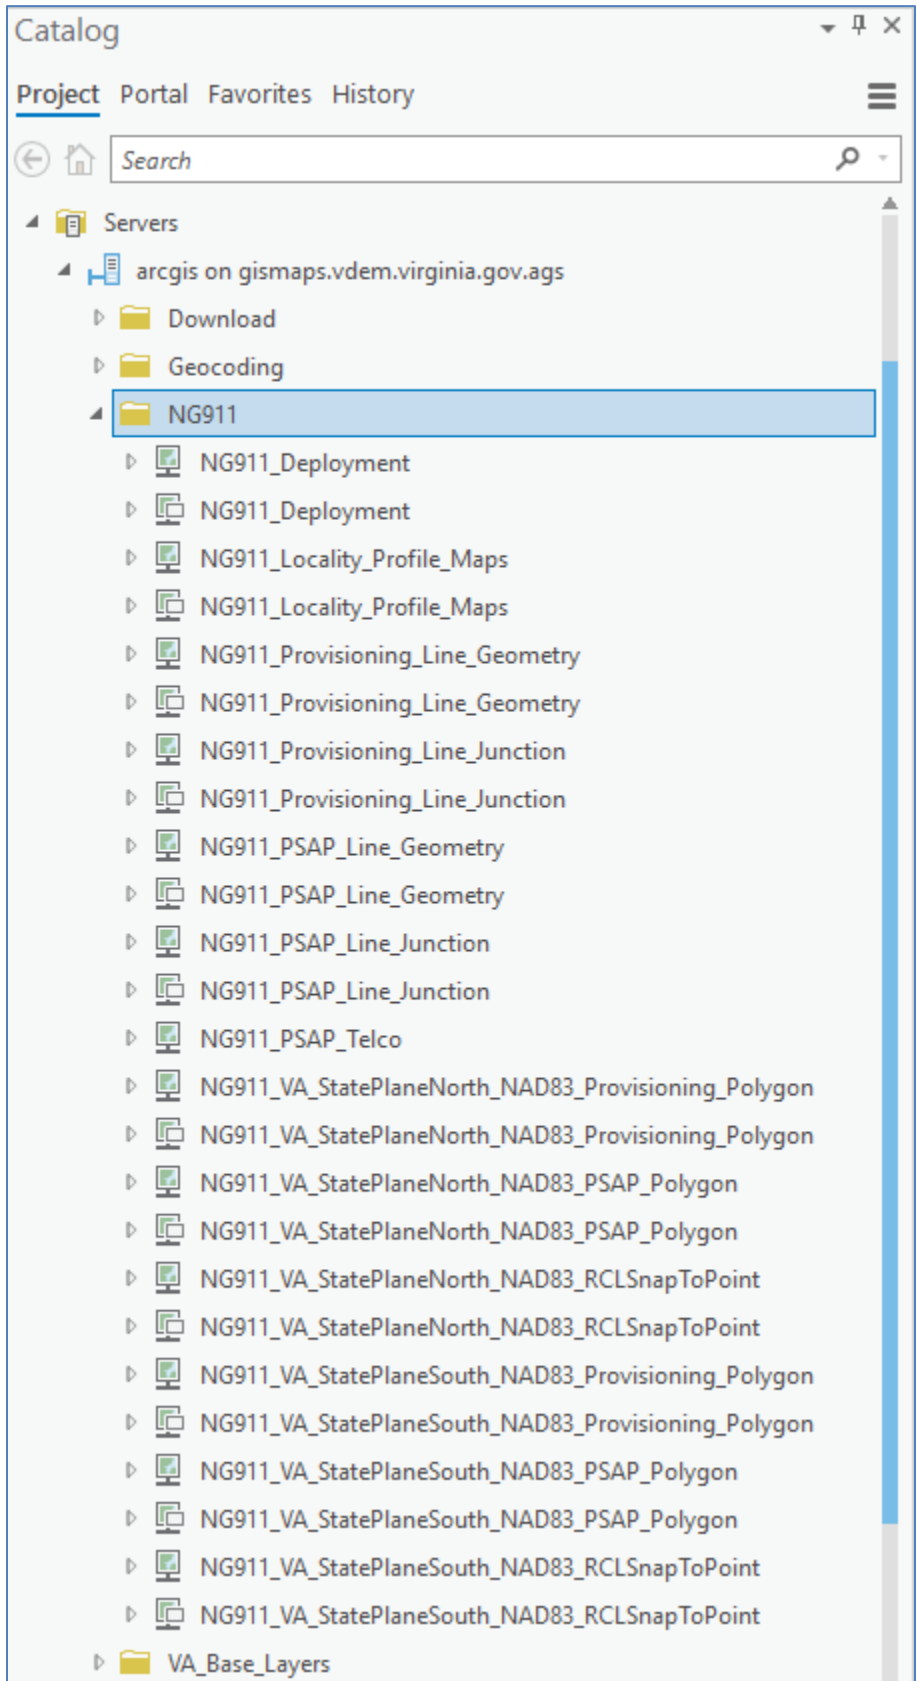 Catalog
Project Portal Favorites History
Search
Servers
arcgis on gismaps.vdem.virginia.gov.ags
Download
Geocoding
NG911
NG911_Deployment
NG911_Deployment
NG911_Locality_Profile_Maps
NG911_Locality_Profile_Maps
NG911_Provisioning_Line_Geometry
NG911_Provisioning_Line_Geometry
NG911_Provisioning_Line_Junction
NG911_Provisioning_Line_Junction
NG911_PSAP_Line_Geometry
NG911_PSAP_Line_Geometry
NG911_PSAP_Line_Junction
NG911_PSAP_Line_Junction
NG911_PSAP_Telco
NG911_VA_StatePlaneNorth_NAD83_Provisioning_Polygon
NG911_VA_StatePlaneNorth_NAD83_Provisioning_Polygon
NG911_VA_StatePlaneNorth_NAD83_PSAP_Polygon
NG911_VA_StatePlaneNorth_NAD83_PSAP_Polygon
NG911_VA_StatePlaneNorth_NAD83_RCLSnapToPoint
NG911_VA_StatePlaneNorth_NAD83_RCLSnapToPoint
NG911_VA_StatePlaneSouth_NAD83_Provisioning_Polygon
NG911_VA_StatePlaneSouth_NAD83_Provisioning_Polygon
NG911_VA_StatePlaneSouth_NAD83_PSAP_Polygon
NG911_VA_StatePlaneSouth_NAD83_PSAP_Polygon
NG911_VA_StatePlaneSouth_NAD83_RCLSnapToPoint
NG911_VA_StatePlaneSouth_NAD83_RCLSnapToPoint
VA_Base_Layers